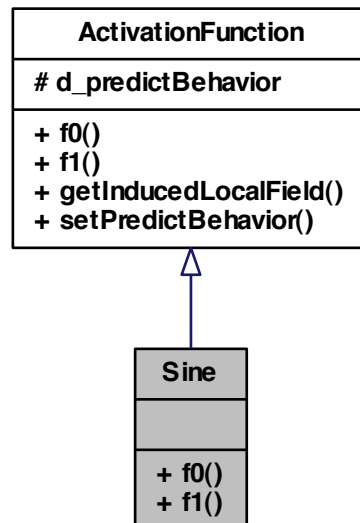 ActivationFunction
# d_predictBehavior
+ f0()
+ f1()
+ getInducedLocalField()
+ setPredictBehavior()
Sine
+ f0()
+ f1()